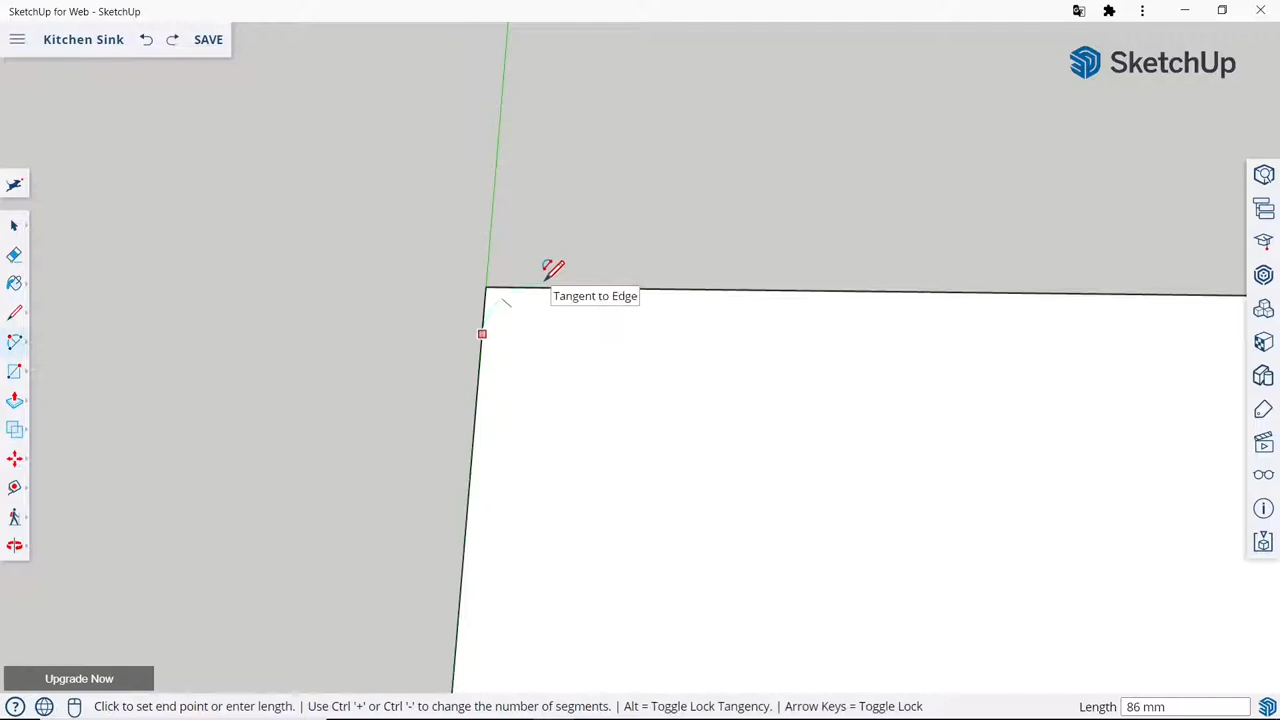 SketchUp for Web - SketchUp
Kitchen Sink
SAVE
SketchUp
Tangent to Edge
Upgrade Now
Click to set end point or enter length. | Use Ctrl '+' or Ctrl '-' to change the number of segments. | Alt = Toggle Lock Tangency. | Arrow Keys = Toggle Lock
Length
86 mm